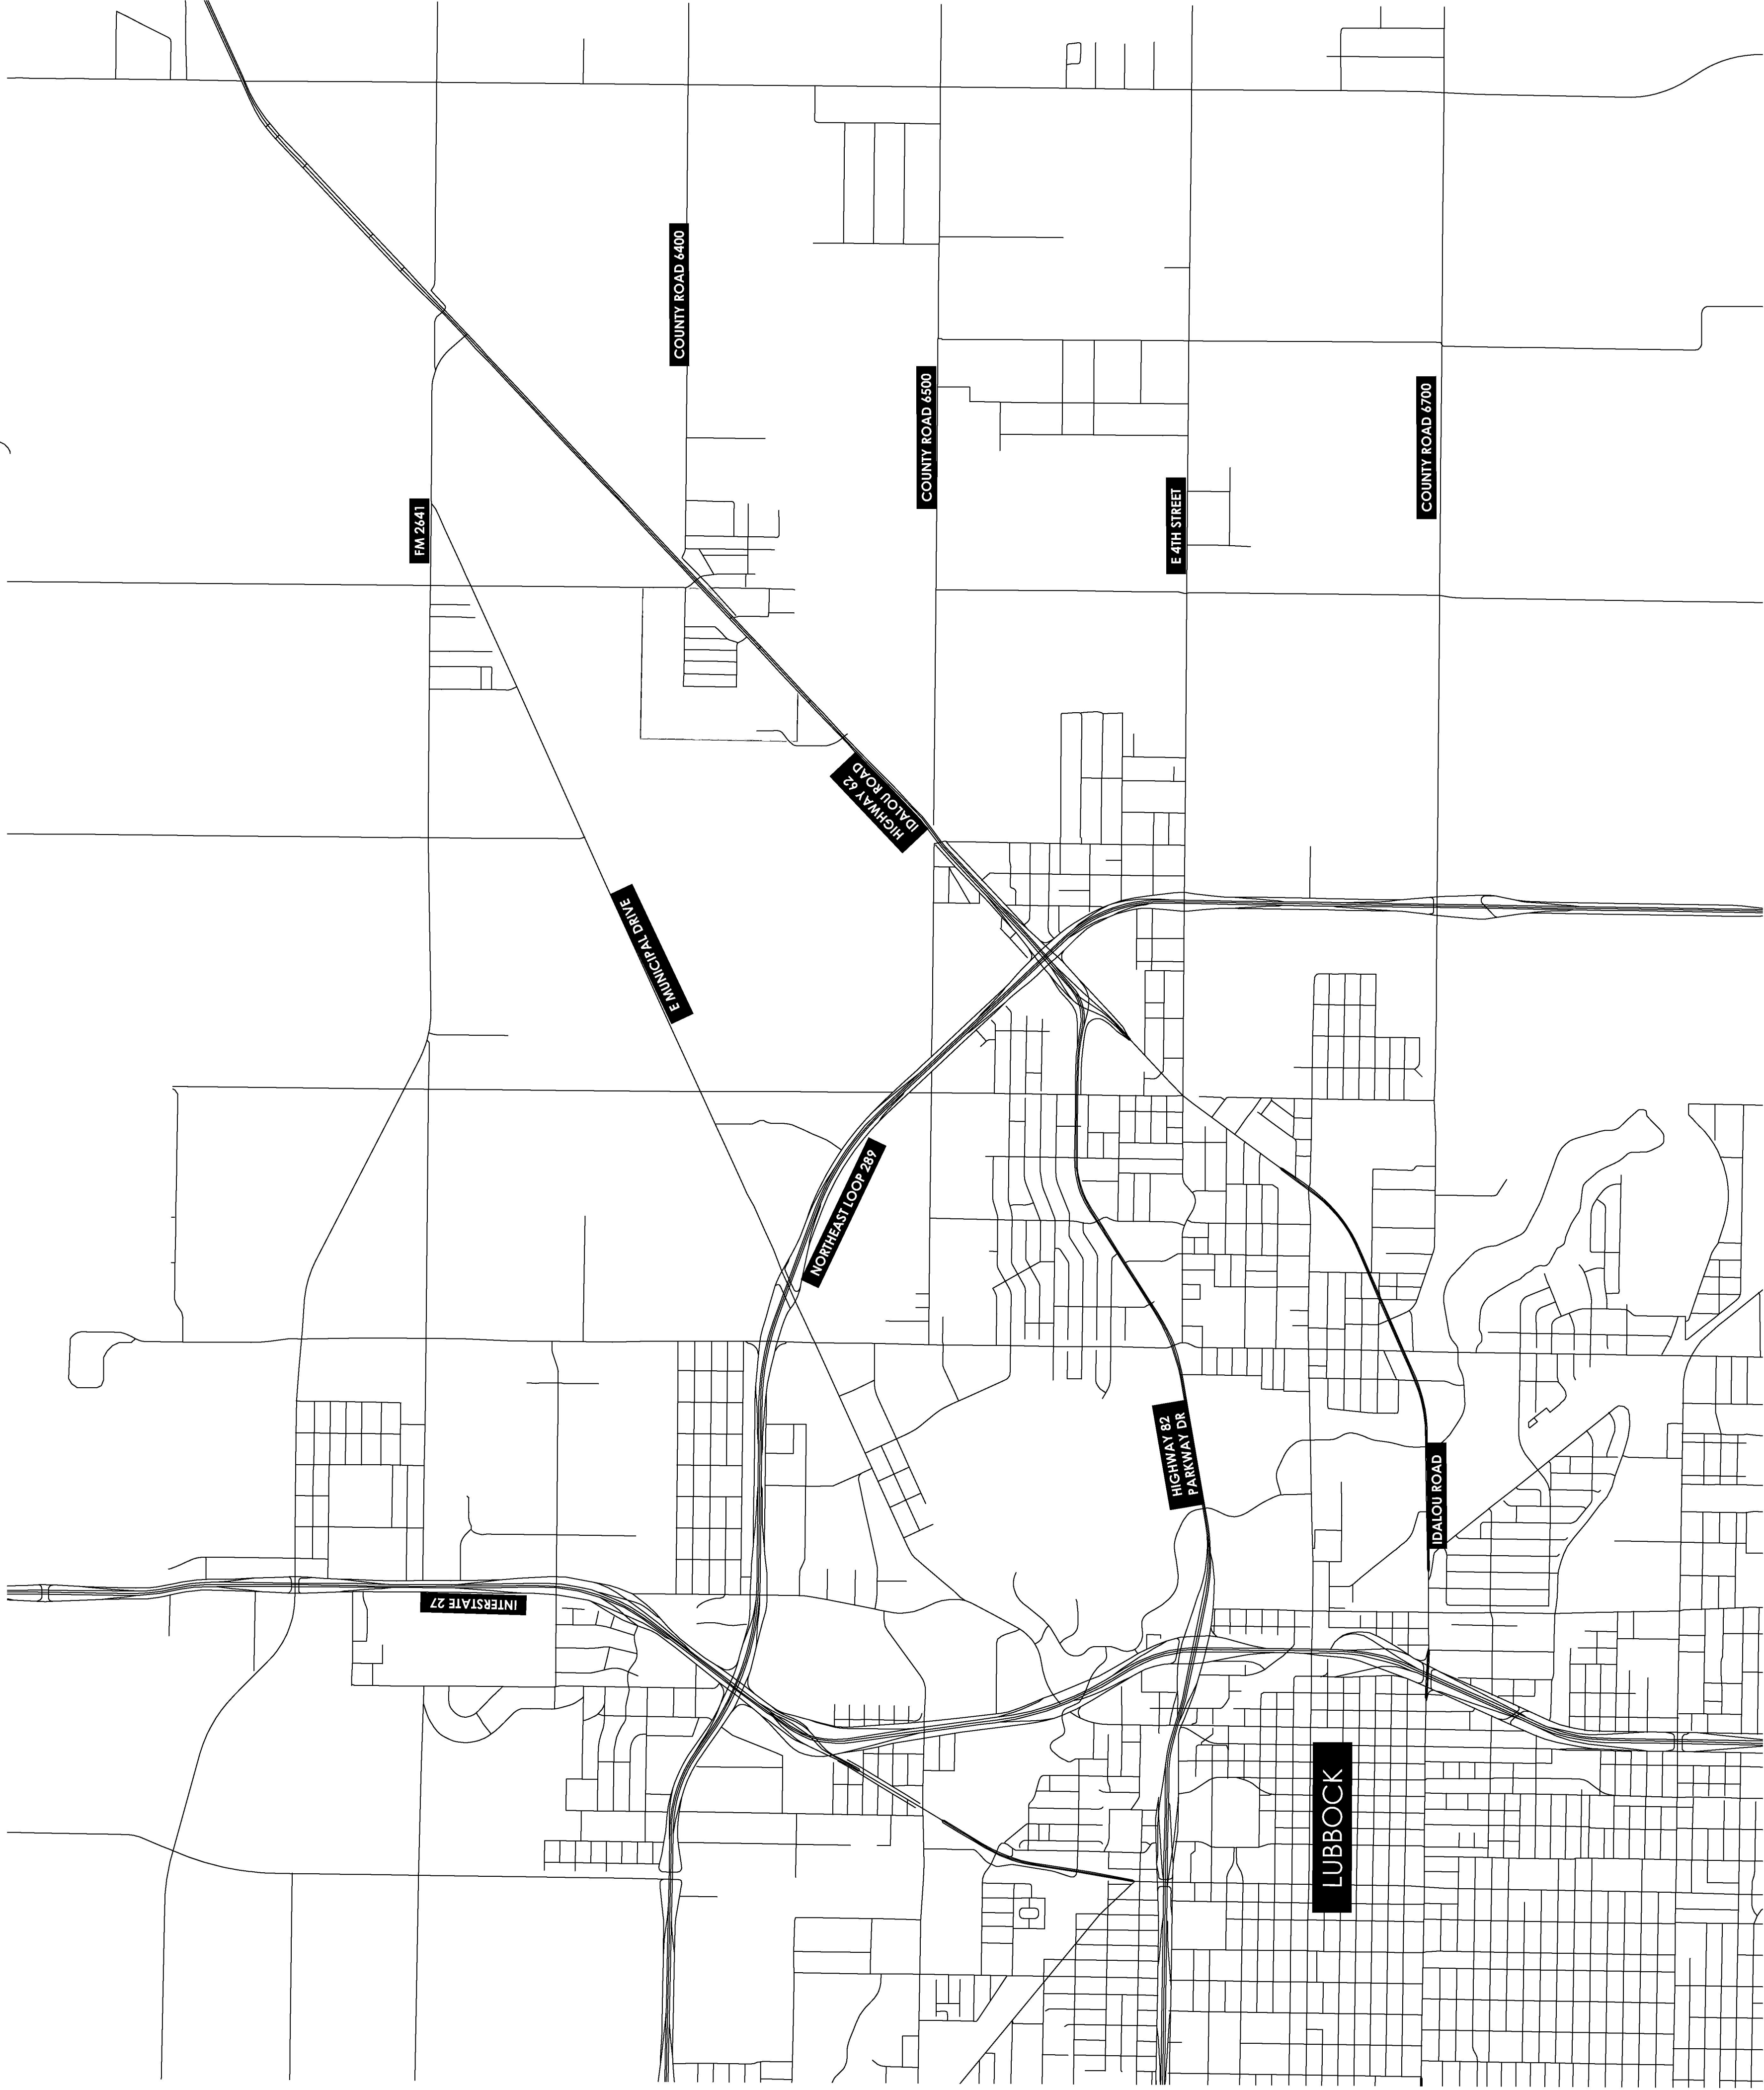 COUNTY ROAD 6400
COUNTY ROAD 6500
COUNTY ROAD 6700
E 4TH STREET
FM 2641
HIGHWAY 62
IDALOU ROAD
E MUNICIPAL DRIVE
NORTHEAST LOOP 289
HIGHWAY 82
PARKWAY DR
IDALOU ROAD
INTERSTATE 27
LUBBOCK